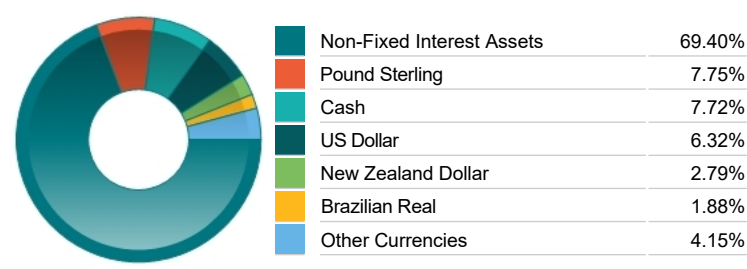 Non-Fixed Interest Assets 69.40%
Pound Sterling 7.75%
Cash 7.72%
US Dollar 6.32%
New Zealand Dollar 2.79%
Brazilian Real 1.88%
Other Currencies 4.15%